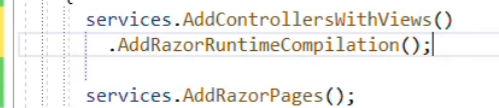 {
services.AddControllersWithViews()
.AddRazorRuntimeCompilation();
services.AddRazorPages();